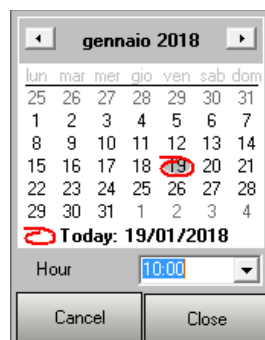 gennaio 2018
lun mar mer gio ven sab dom
25 26 27 28 29 30 31
1 2 3 4 5 6 7
8 9 10 11 12 13 14
15 16 17 18 19 20 21
22 23 24 25 26 27 28
29 30 31 1 2 3 4
Today: 19/01/2018
Hour 10:00
Cancel Close